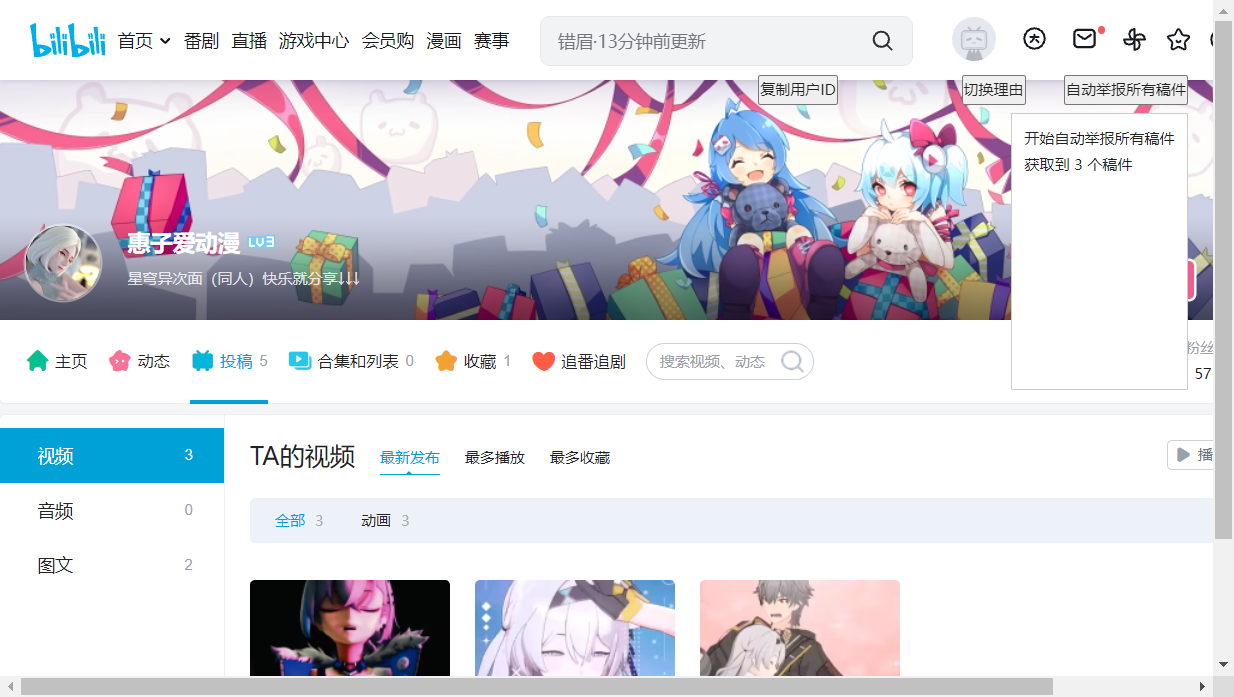 bilibili 首页 番剧 直播 游戏中心 会员购 漫画 赛事 错眉·13分钟前更新
复制用户ID 切换理由 自动举报所有稿件
开始自动举报所有稿件
获取到 3 个稿件
惠子爱动漫 LV3
星穹异次面（同人）快乐就分享↓↓↓
主页 动态 投稿 5 合集和列表 0 收藏 1 追番追剧 搜索视频、动态
粉丝
57
视频 3
音频 0
图文 2
TA的视频 最新发布 最多播放 最多收藏 播
全部 3 动画 3